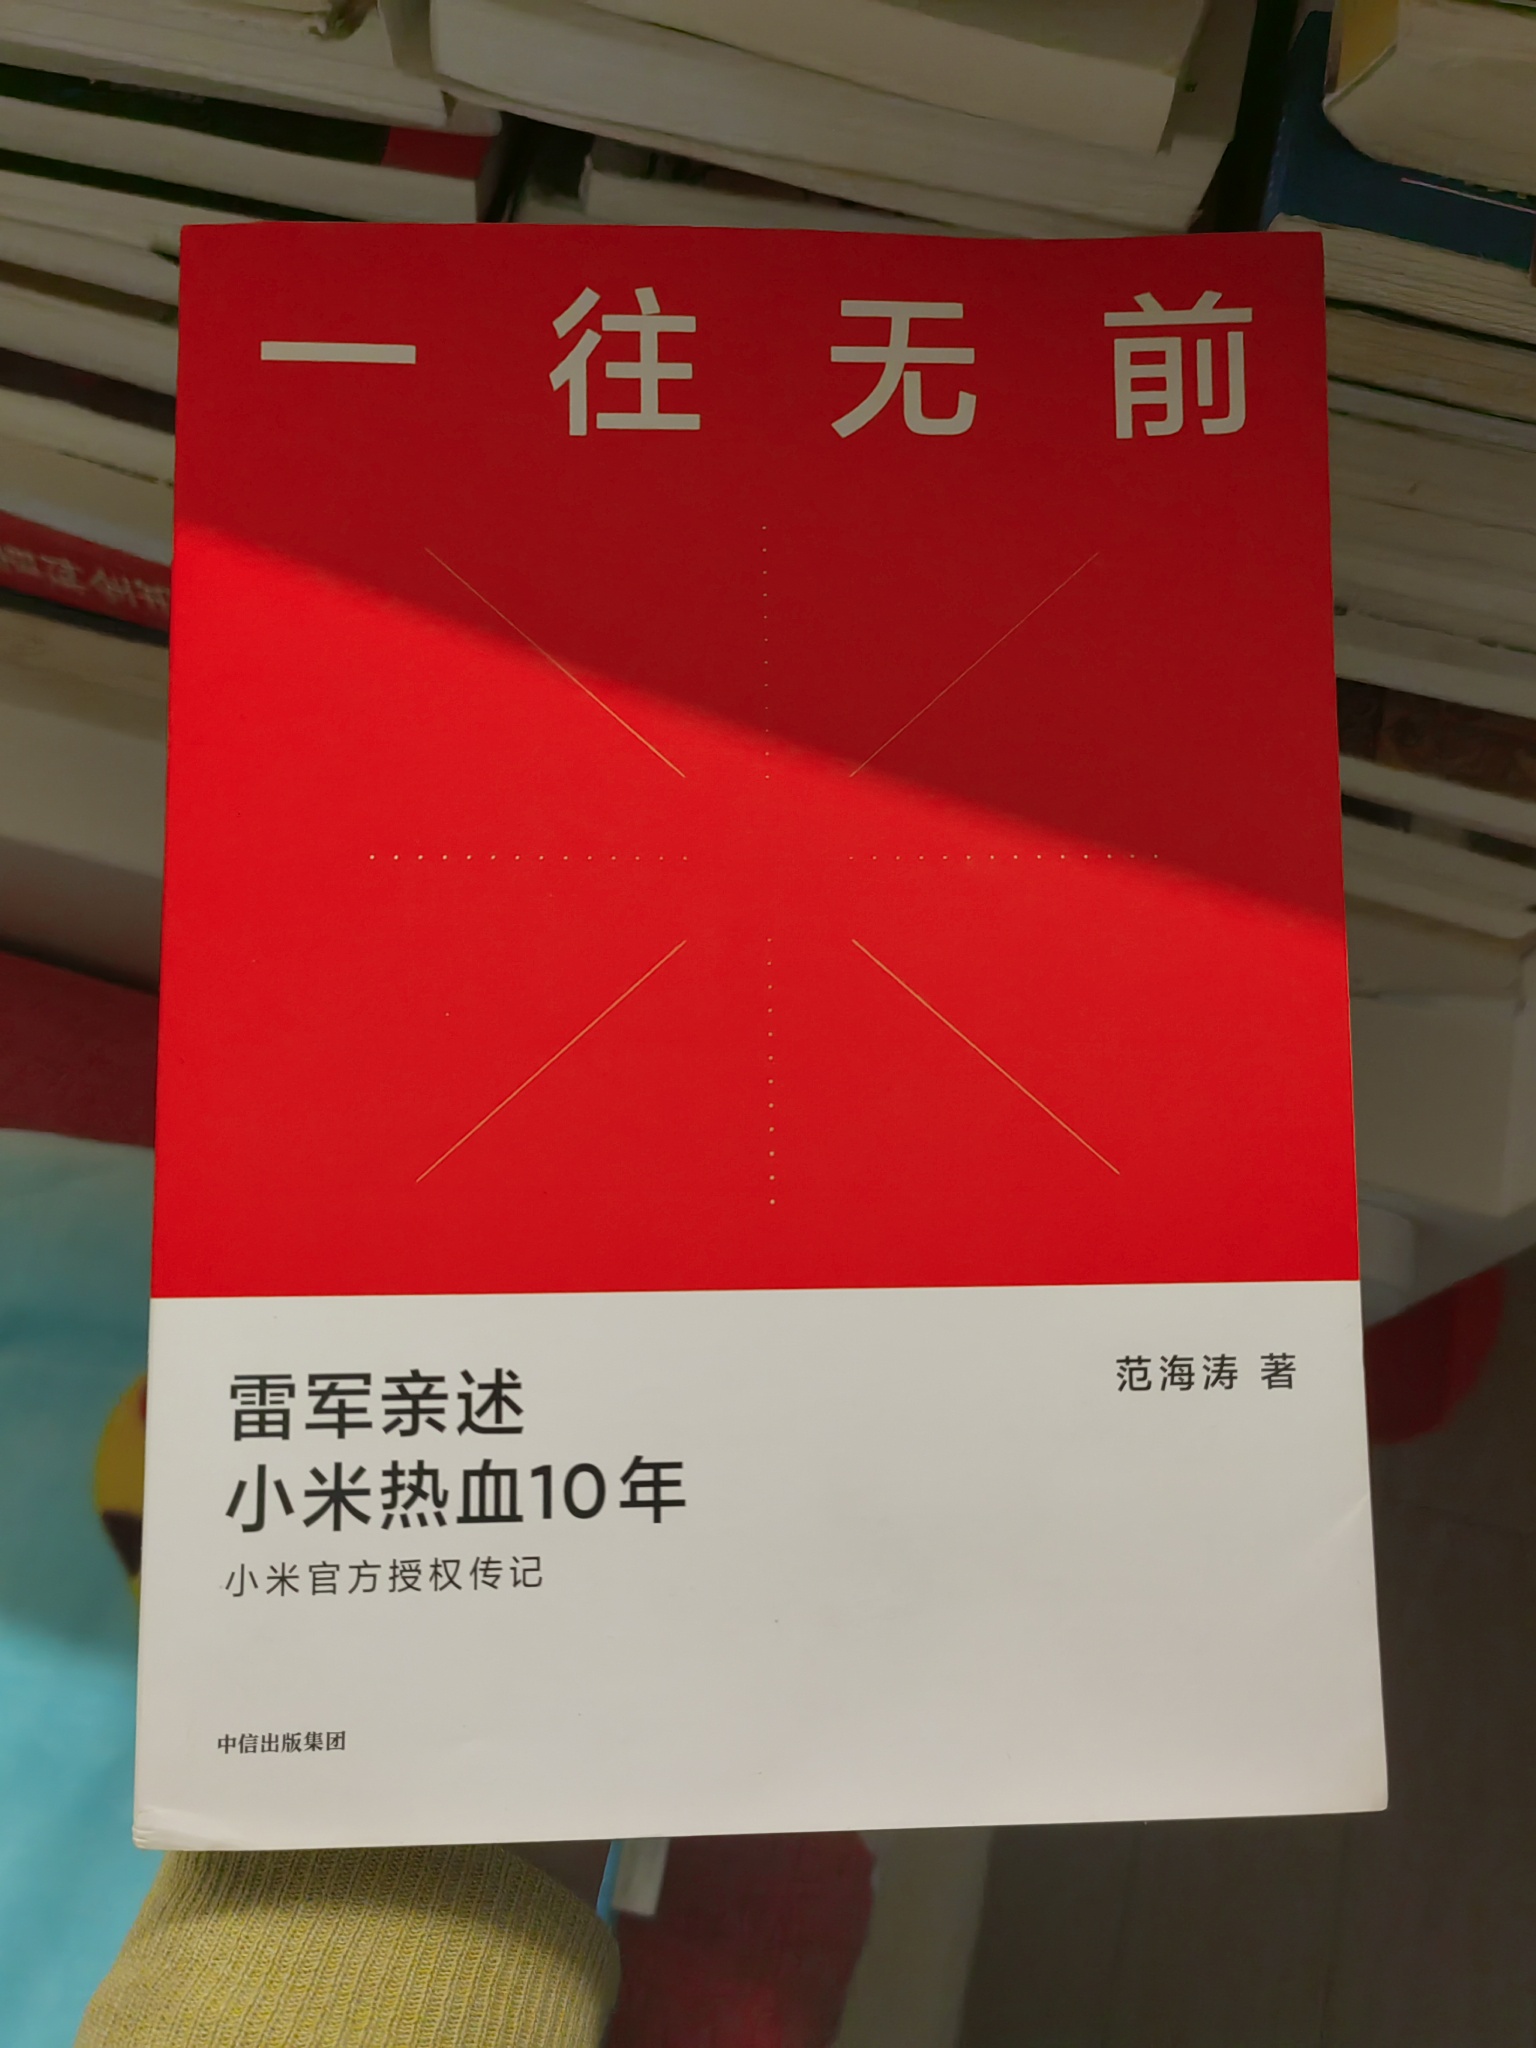 一往无前
雷军亲述
小米热血10年
小米官方授权传记
范海涛 著
中信出版集团